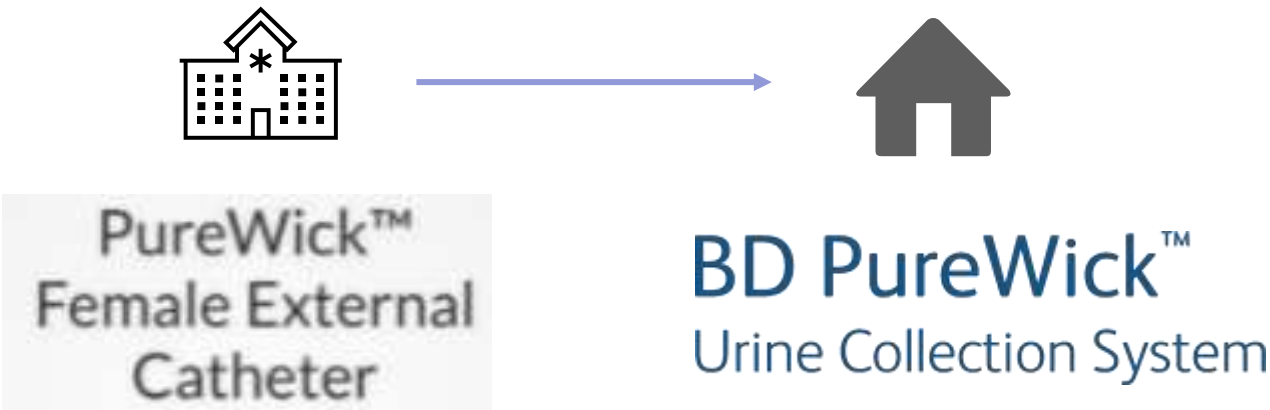 PureWick™
Female External
Catheter
BD PureWick™
Urine Collection System